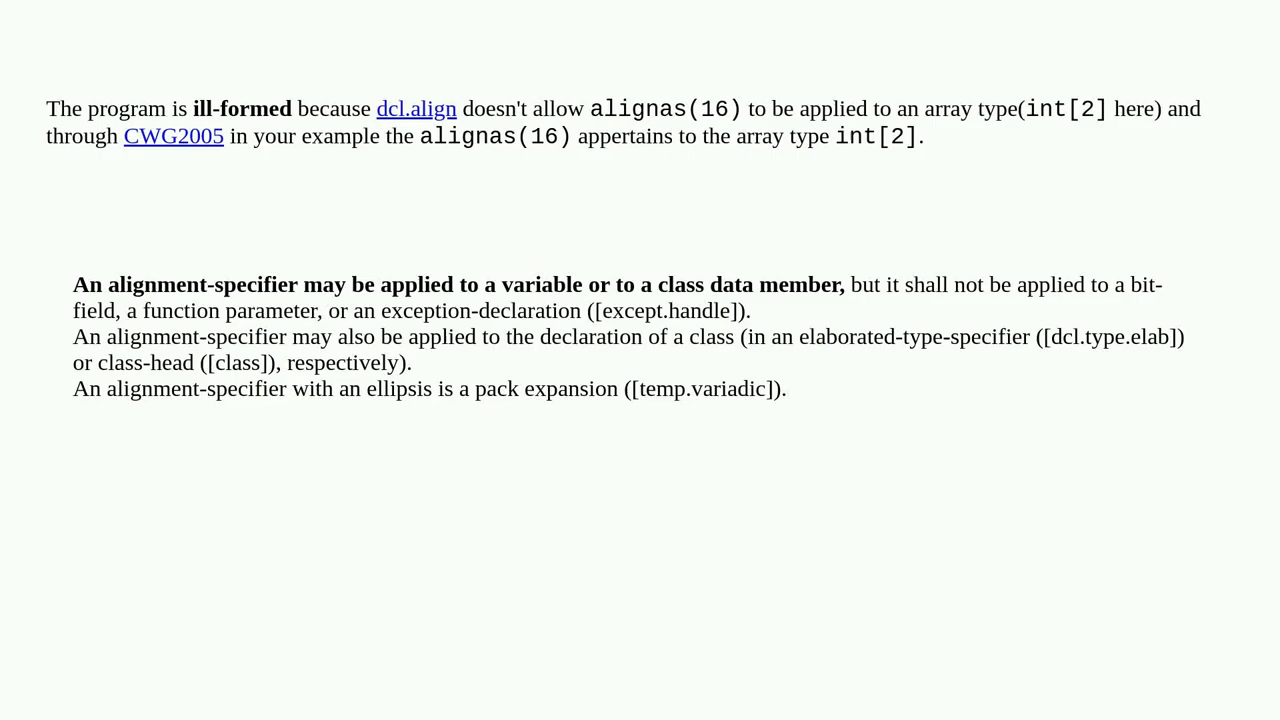 The program is ill-formed because dcl.align doesn't allow alignas(16) to be applied to an array type(int[2] here) and
through CWG2005 in your example the alignas(16) appertains to the array type int[2].
An alignment-specifier may be applied to a variable or to a class data member, but it shall not be applied to a bit-
field, a function parameter, or an exception-declaration ([except.handle]).
An alignment-specifier may also be applied to the declaration of a class (in an elaborated-type-specifier ([dcl.type.elab])
or class-head ([class]), respectively).
An alignment-specifier with an ellipsis is a pack expansion ([temp.variadic]).